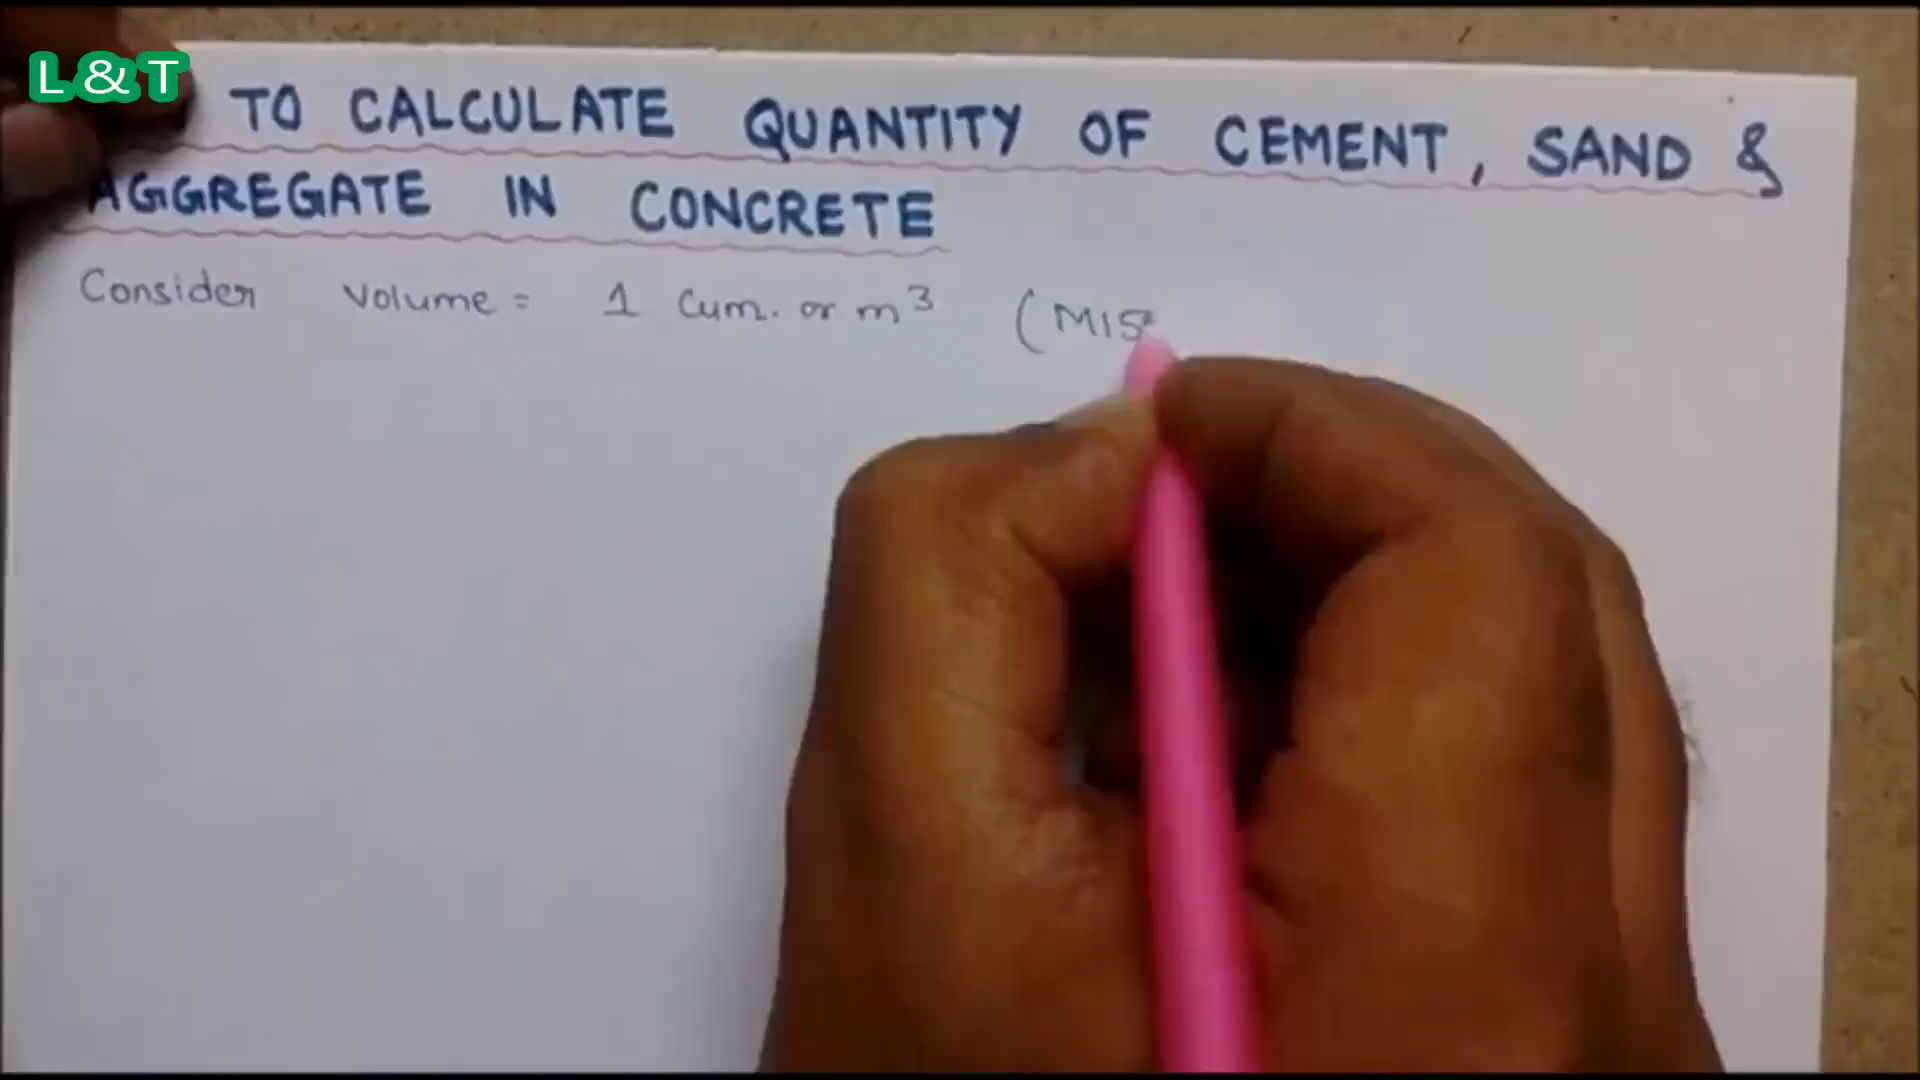 L&T
TO CALCULATE QUANTITY OF CEMENT, SAND &
AGGREGATE IN CONCRETE
Consider Volume = 1 Cum. or m³ (M15